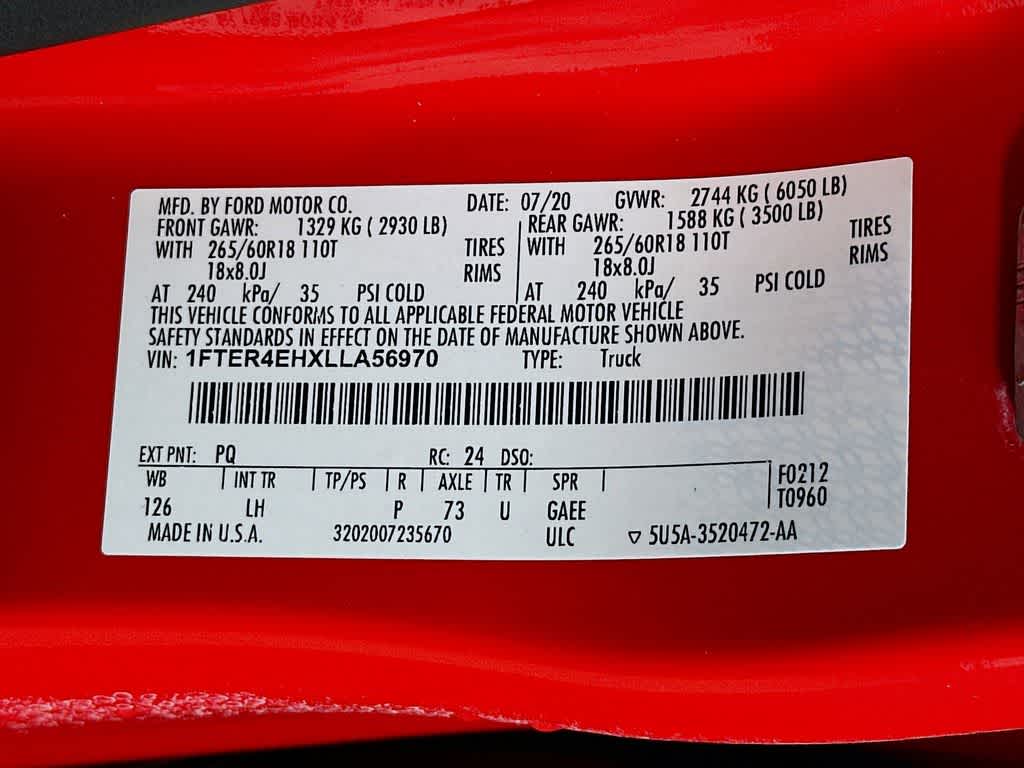 MFD. BY FORD MOTOR CO. DATE: 07/20 GVWR: 2744 KG ( 6050 LB)
FRONT GAWR: 1329 KG ( 2930 LB) REAR GAWR: 1588 KG ( 3500 LB)
WITH 265/60R18 110T TIRES WITH 265/60R18 110T TIRES
18x8.0J RIMS 18x8.0J RIMS
AT 240 kPa/ 35 PSI COLD AT 240 kPa/ 35 PSI COLD
THIS VEHICLE CONFORMS TO ALL APPLICABLE FEDERAL MOTOR VEHICLE
SAFETY STANDARDS IN EFFECT ON THE DATE OF MANUFACTURE SHOWN ABOVE.
VIN: 1FTER4EHXLLA56970 TYPE: Truck
EXT PNT: PQ RC: 24 DSO:
WB INT TR TP/PS R AXLE TR SPR F0212
126 LH P 73 U GAEE T0960
MADE IN U.S.A. 3202007235670 ULC ▽ 5U5A-3520472-AA